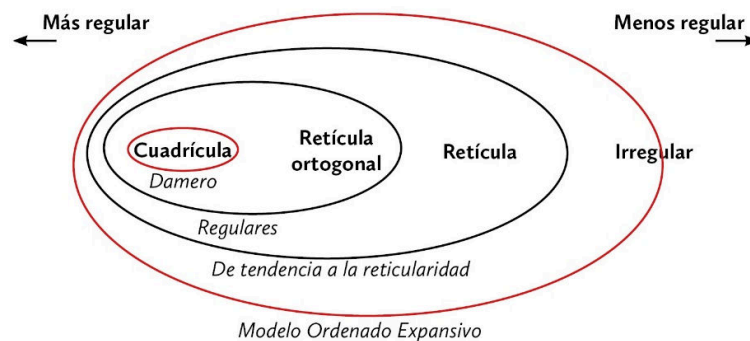 Más regular
Menos regular
Cuadrícula
Retícula
ortogonal
Retícula
Irregular
Damero
Regulares
De tendencia a la reticularidad
Modelo Ordenado Expansivo